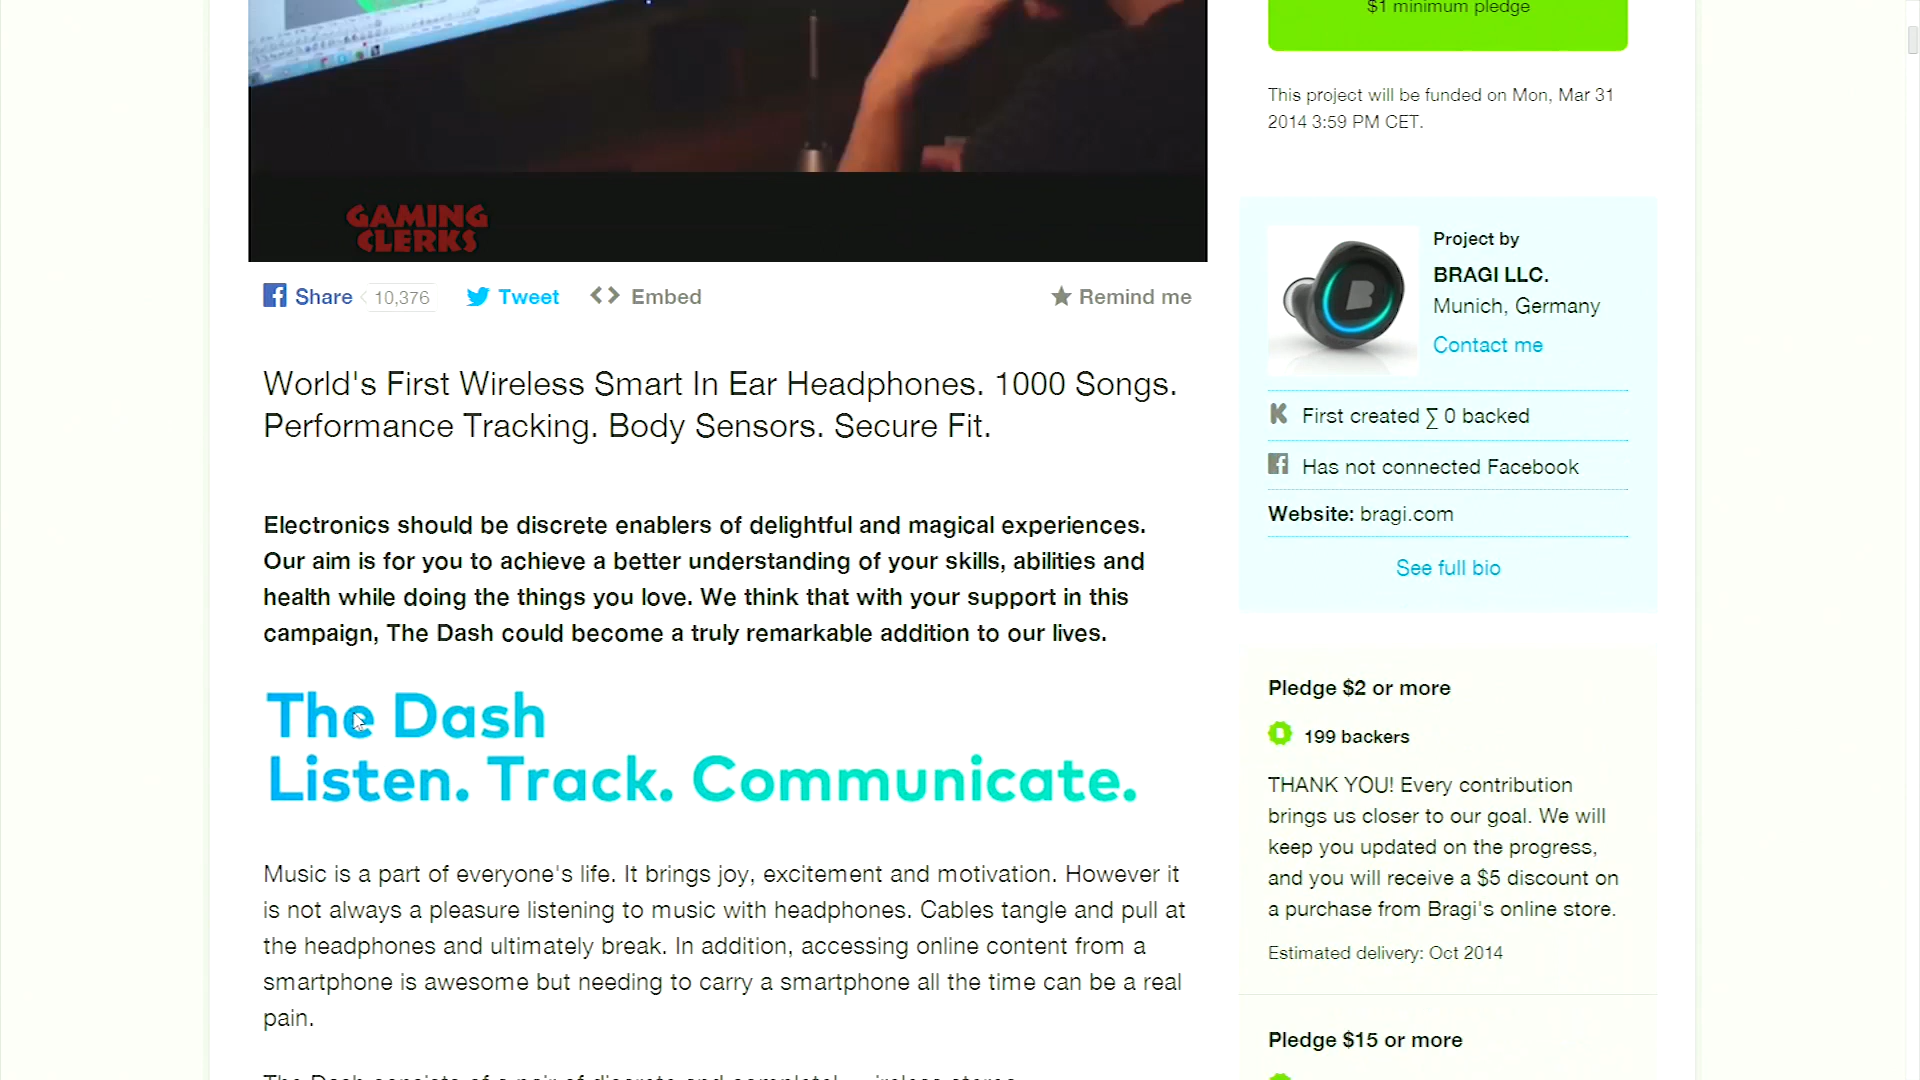 $1 minimum pledge
This project will be funded on Mon, Mar 31
2014 3:59 PM CET.
GAMING
CLERKS
Share 10,376 Tweet Embed Remind me
Project by
BRAGI LLC.
Munich, Germany
Contact me
First created ∑ 0 backed
Has not connected Facebook
Website: bragi.com
See full bio
World's First Wireless Smart In Ear Headphones. 1000 Songs.
Performance Tracking. Body Sensors. Secure Fit.
Electronics should be discrete enablers of delightful and magical experiences.
Our aim is for you to achieve a better understanding of your skills, abilities and
health while doing the things you love. We think that with your support in this
campaign, The Dash could become a truly remarkable addition to our lives.
The Dash
Listen. Track. Communicate.
Music is a part of everyone's life. It brings joy, excitement and motivation. However it
is not always a pleasure listening to music with headphones. Cables tangle and pull at
the headphones and ultimately break. In addition, accessing online content from a
smartphone is awesome but needing to carry a smartphone all the time can be a real
pain.
Pledge $2 or more
199 backers
THANK YOU! Every contribution
brings us closer to our goal. We will
keep you updated on the progress,
and you will receive a $5 discount on
a purchase from Bragi's online store.
Estimated delivery: Oct 2014
Pledge $15 or more